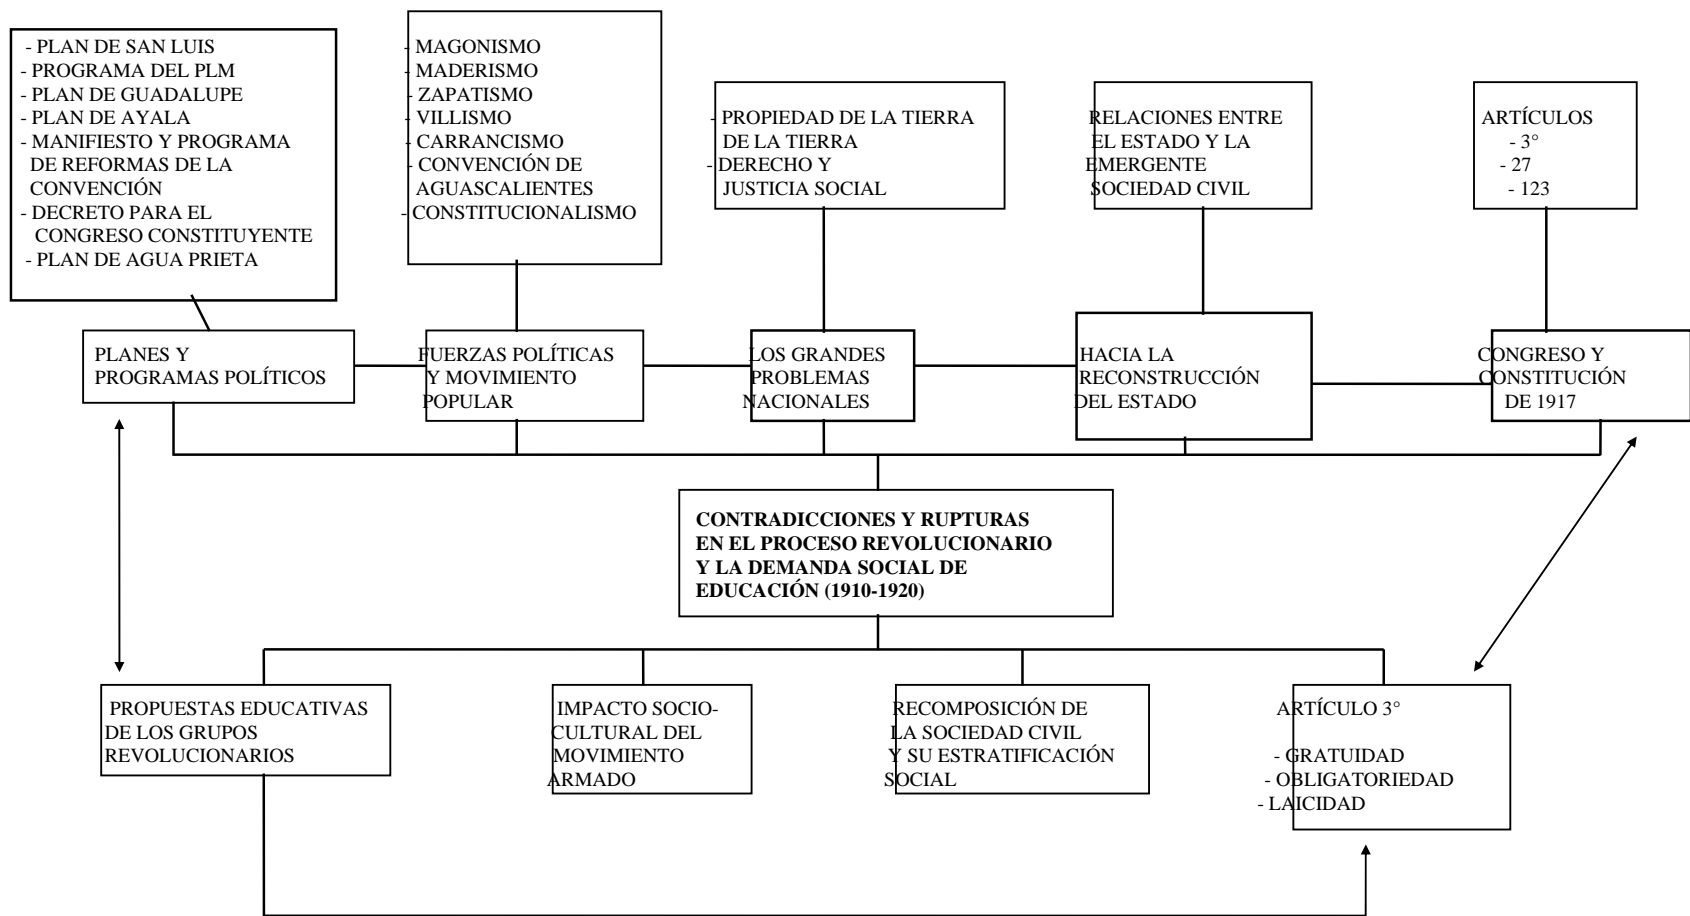 - PLAN DE SAN LUIS
- PROGRAMA DEL PLM
- PLAN DE GUADALUPE
- PLAN DE AYALA
- MANIFIESTO Y PROGRAMA
DE REFORMAS DE LA
CONVENCIÓN
- DECRETO PARA EL
CONGRESO CONSTITUYENTE
- PLAN DE AGUA PRIETA
- MAGONISMO
- MADERISMO
- ZAPATISMO
- VILLISMO
- CARRANCISMO
- CONVENCIÓN DE
AGUASCALIENTES
- CONSTITUCIONALISMO
- PROPIEDAD DE LA TIERRA
DE LA TIERRA
- DERECHO Y
JUSTICIA SOCIAL
RELACIONES ENTRE
EL ESTADO Y LA
EMERGENTE
SOCIEDAD CIVIL
ARTÍCULOS
- 3°
- 27
- 123
PLANES Y
PROGRAMAS POLÍTICOS
FUERZAS POLÍTICAS
Y MOVIMIENTO
POPULAR
LOS GRANDES
PROBLEMAS
NACIONALES
HACIA LA
RECONSTRUCCIÓN
DEL ESTADO
CONGRESO Y
CONSTITUCIÓN
DE 1917
CONTRADICCIONES Y RUPTURAS
EN EL PROCESO REVOLUCIONARIO
Y LA DEMANDA SOCIAL DE
EDUCACIÓN (1910-1920)
PROPUESTAS EDUCATIVAS
DE LOS GRUPOS
REVOLUCIONARIOS
IMPACTO SOCIO-
CULTURAL DEL
MOVIMIENTO
ARMADO
RECOMPOSICIÓN DE
LA SOCIEDAD CIVIL
Y SU ESTRATIFICACIÓN
SOCIAL
ARTÍCULO 3°
- GRATUIDAD
- OBLIGATORIEDAD
- LAICIDAD